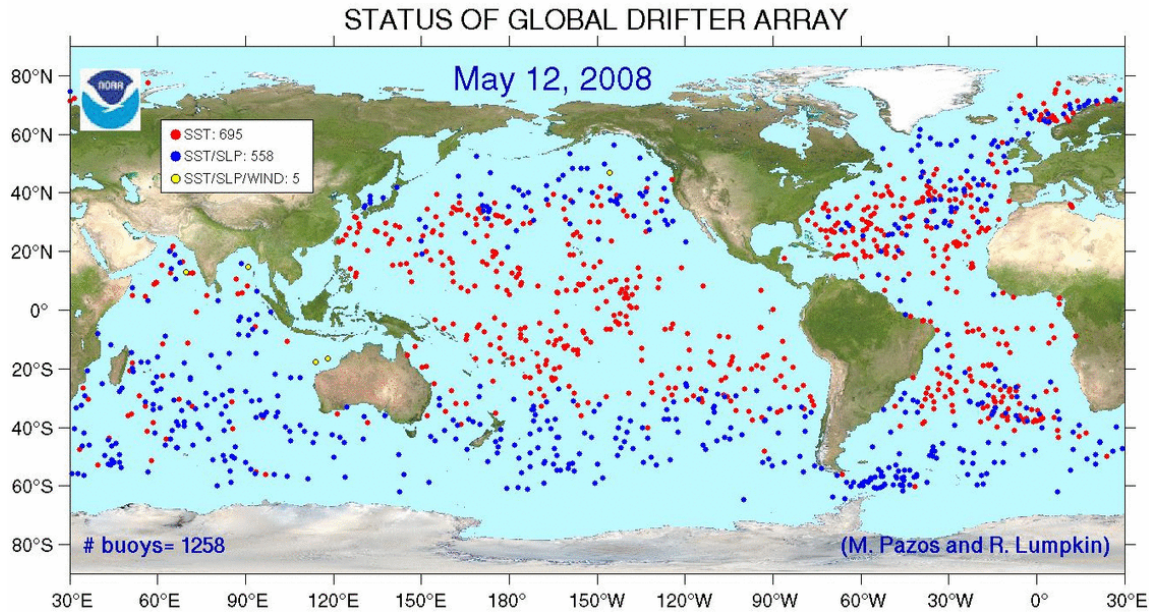 STATUS OF GLOBAL DRIFTER ARRAY
May 12, 2008
NOAA
SST: 695
SST/SLP: 558
SST/SLP/WIND: 5
80°N
60°N
40°N
20°N
0°
20°S
40°S
60°S
80°S
# buoys= 1258
(M. Pazos and R. Lumpkin)
30°E 60°E 90°E 120°E 150°E 180°W 150°W 120°W 90°W 60°W 30°W 0° 30°E